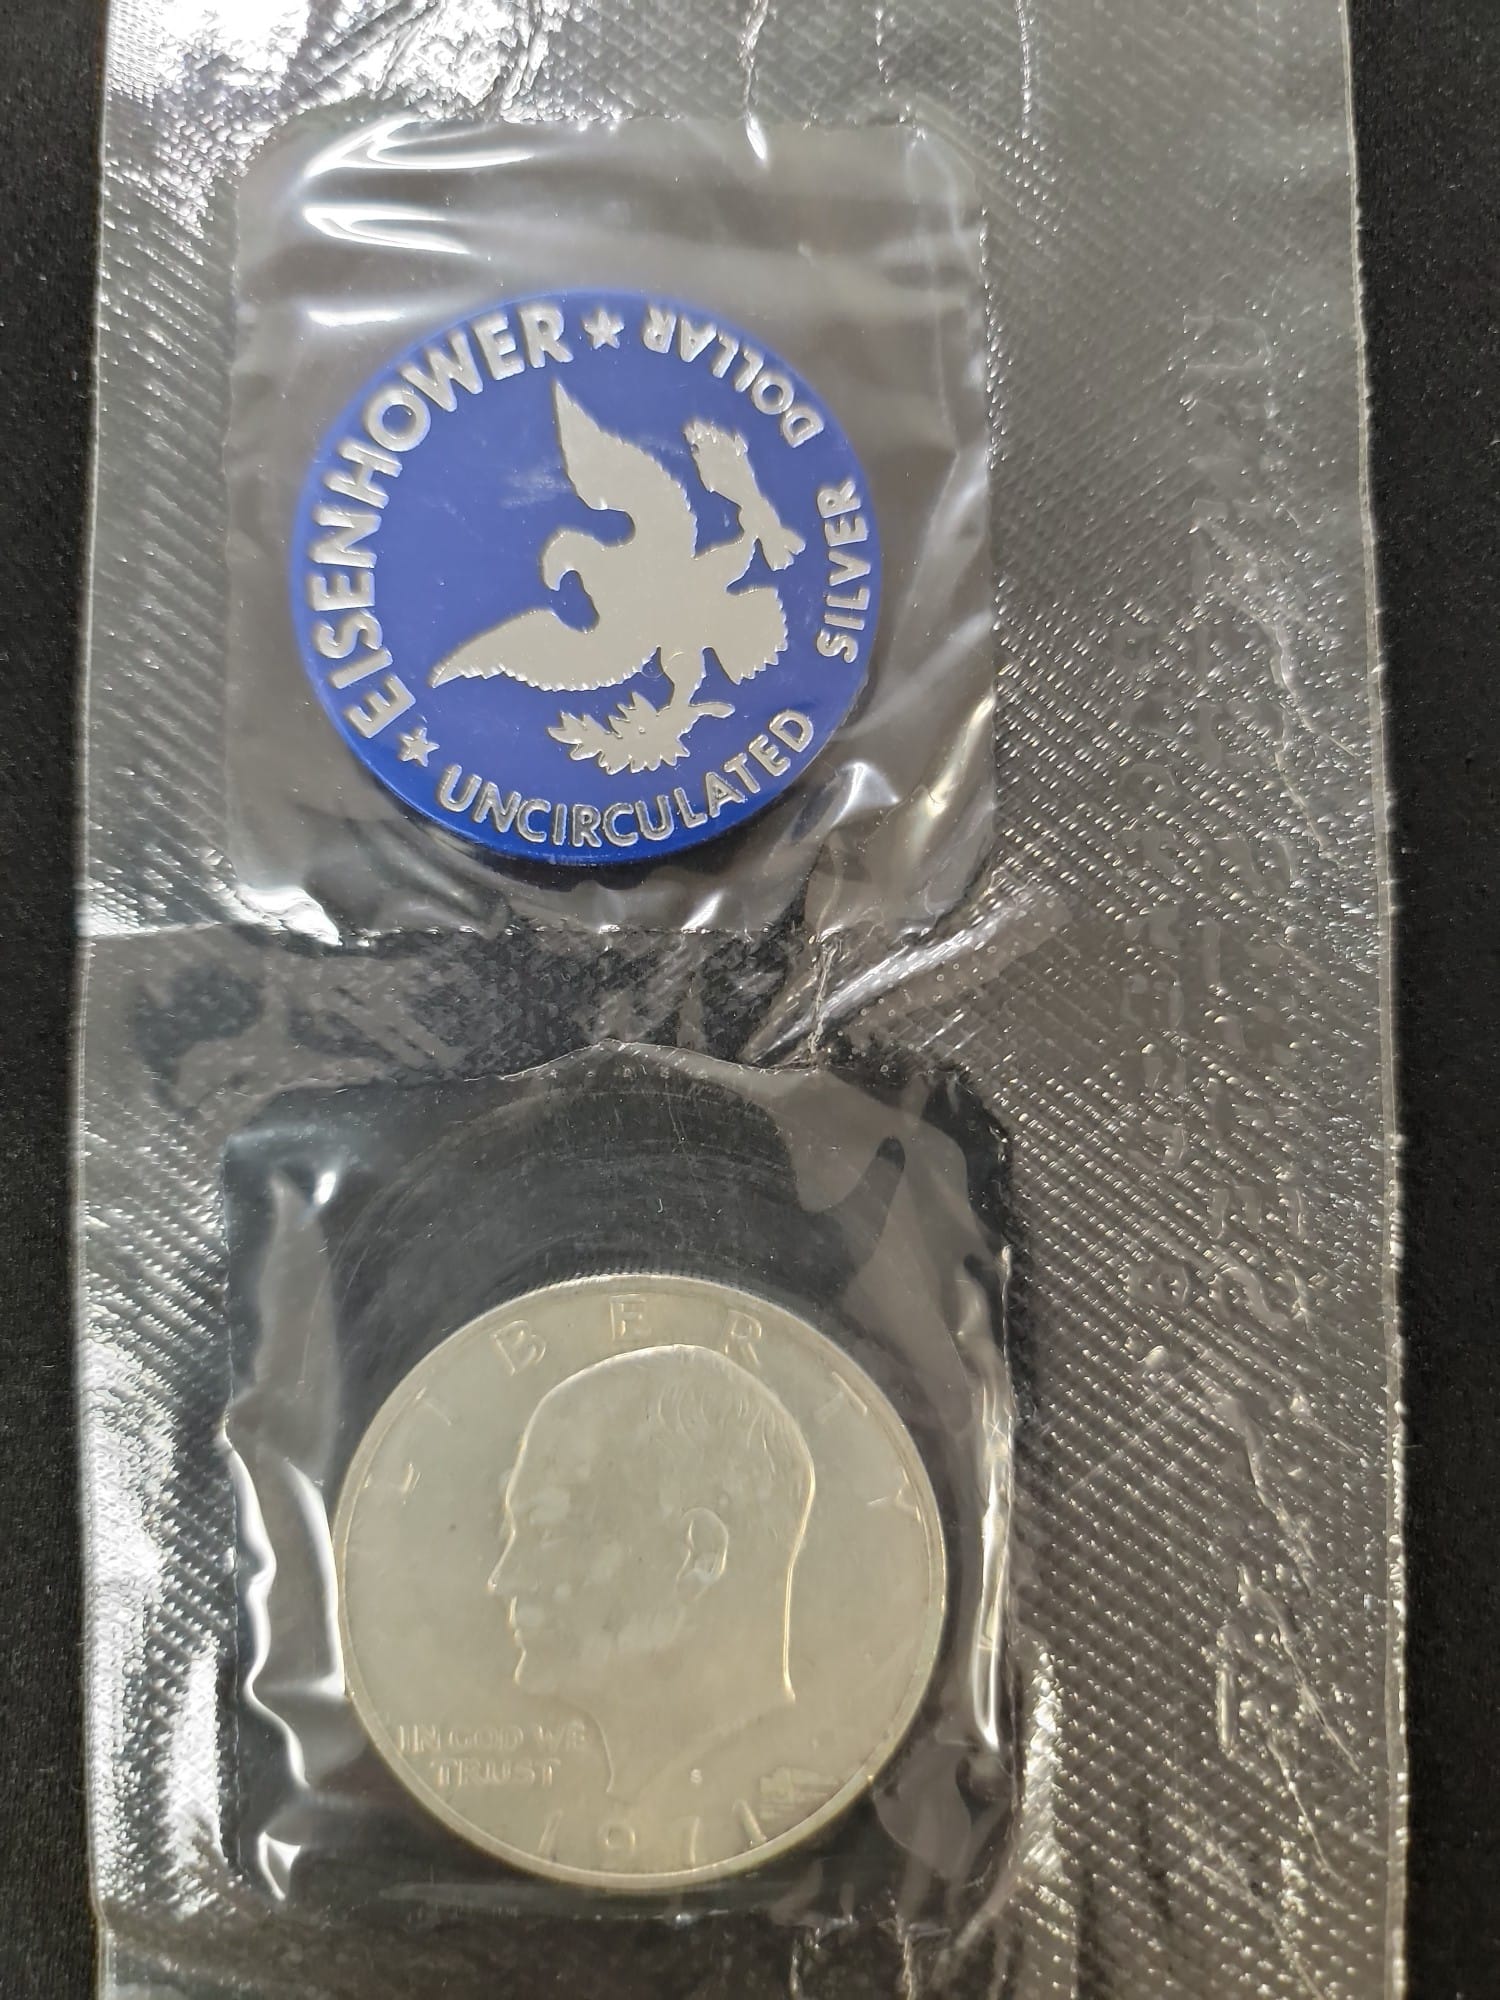 EISENHOWER ★ DOLLAR
SILVER
★ UNCIRCULATED
LIBERTY
IN GOD WE
TRUST
S
1971